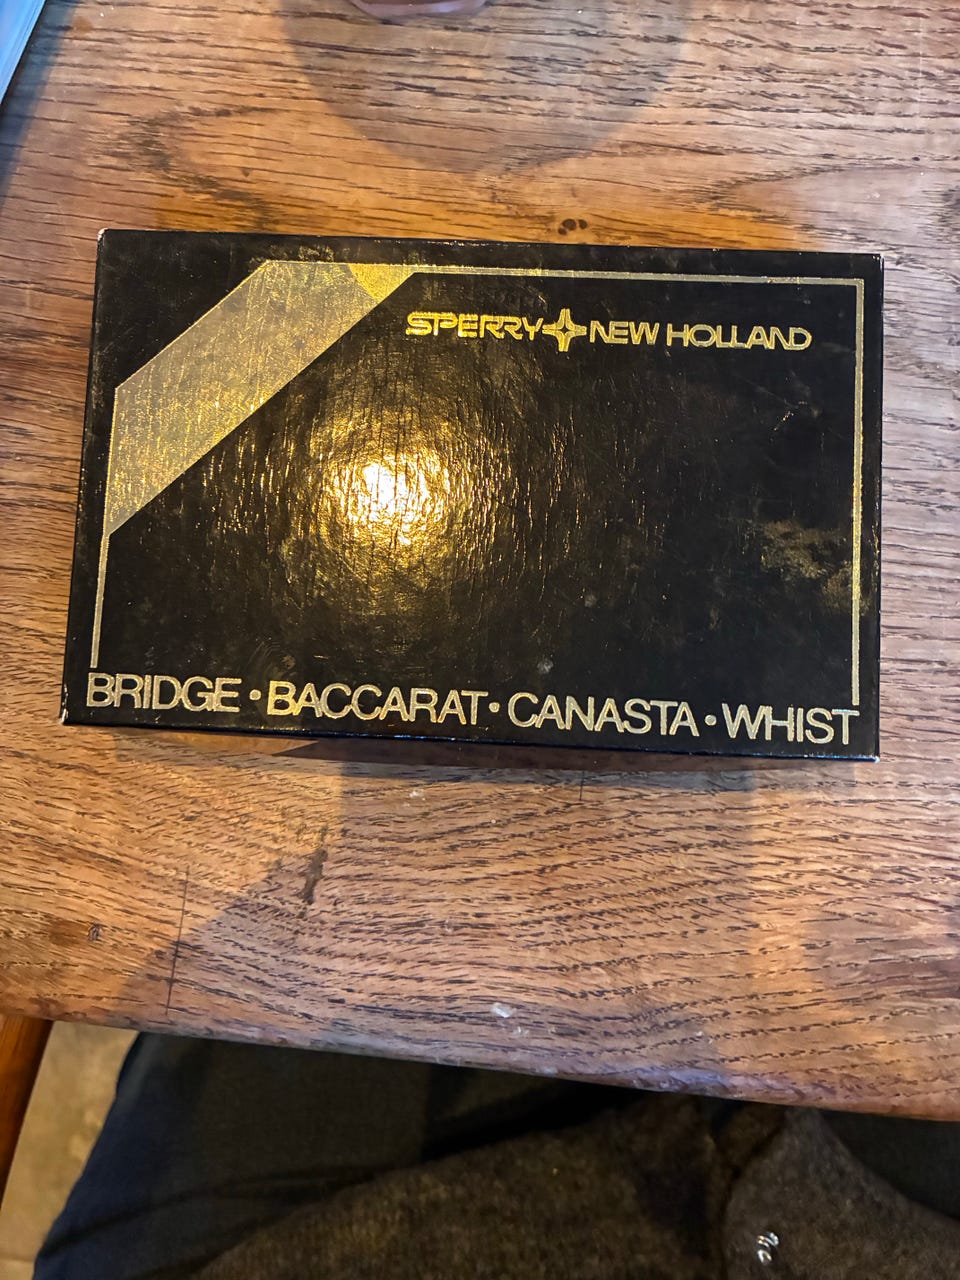 SPERRY NEW HOLLAND
BRIDGE • BACCARAT • CANASTA • WHIST